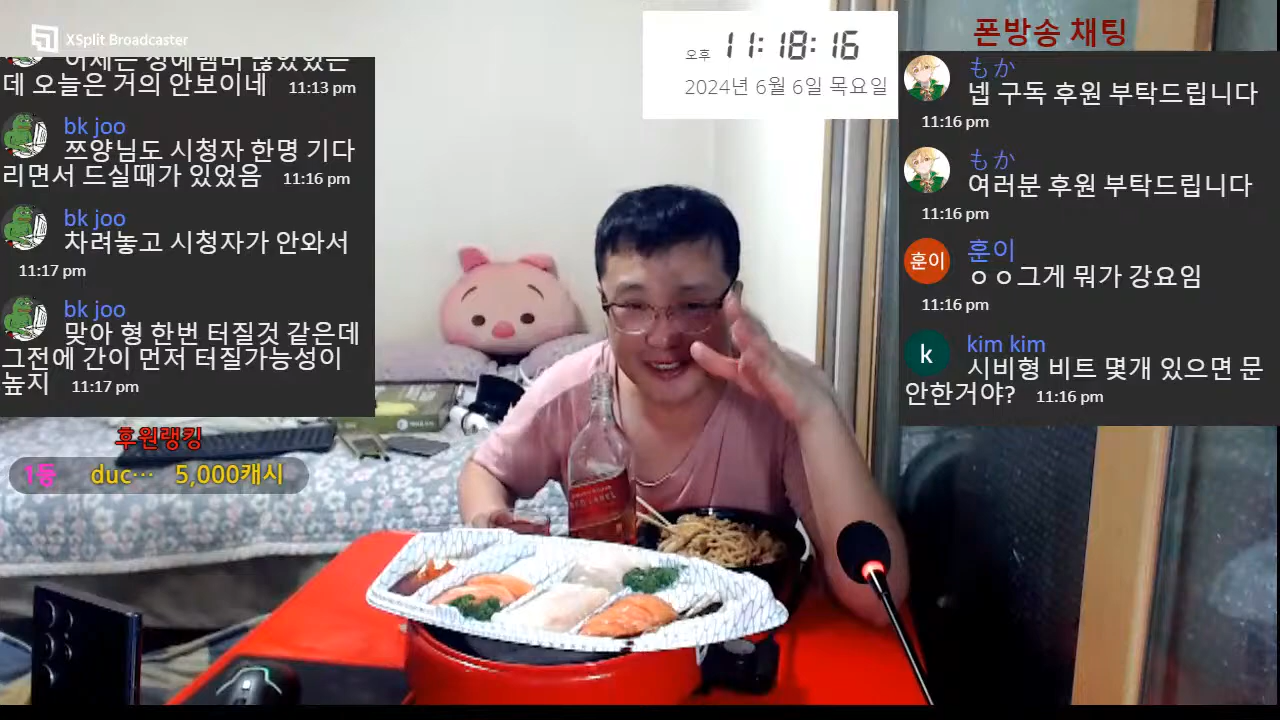 XSplit Broadcaster
데 오늘은 거의 안보이네 11:13 pm
bk joo
쯔양님도 시청자 한명 기다
리면서 드실때가 있었음 11:16 pm
bk joo
차려놓고 시청자가 안와서
11:17 pm
bk joo
맞아 형 한번 터질것 같은데
그전에 간이 먼저 터질가능성이
높지 11:17 pm
후원랭킹
1등 duc… 5,000캐시
오후 11:18:16
2024년 6월 6일 목요일
RED LABEL
폰방송 채팅
もか
넵 구독 후원 부탁드립니다
11:16 pm
もか
여러분 후원 부탁드립니다
11:16 pm
훈이
훈이
ㅇㅇ그게 뭐가 강요임
11:16 pm
k
kim kim
시비형 비트 몇개 있으면 문
안한거야? 11:16 pm